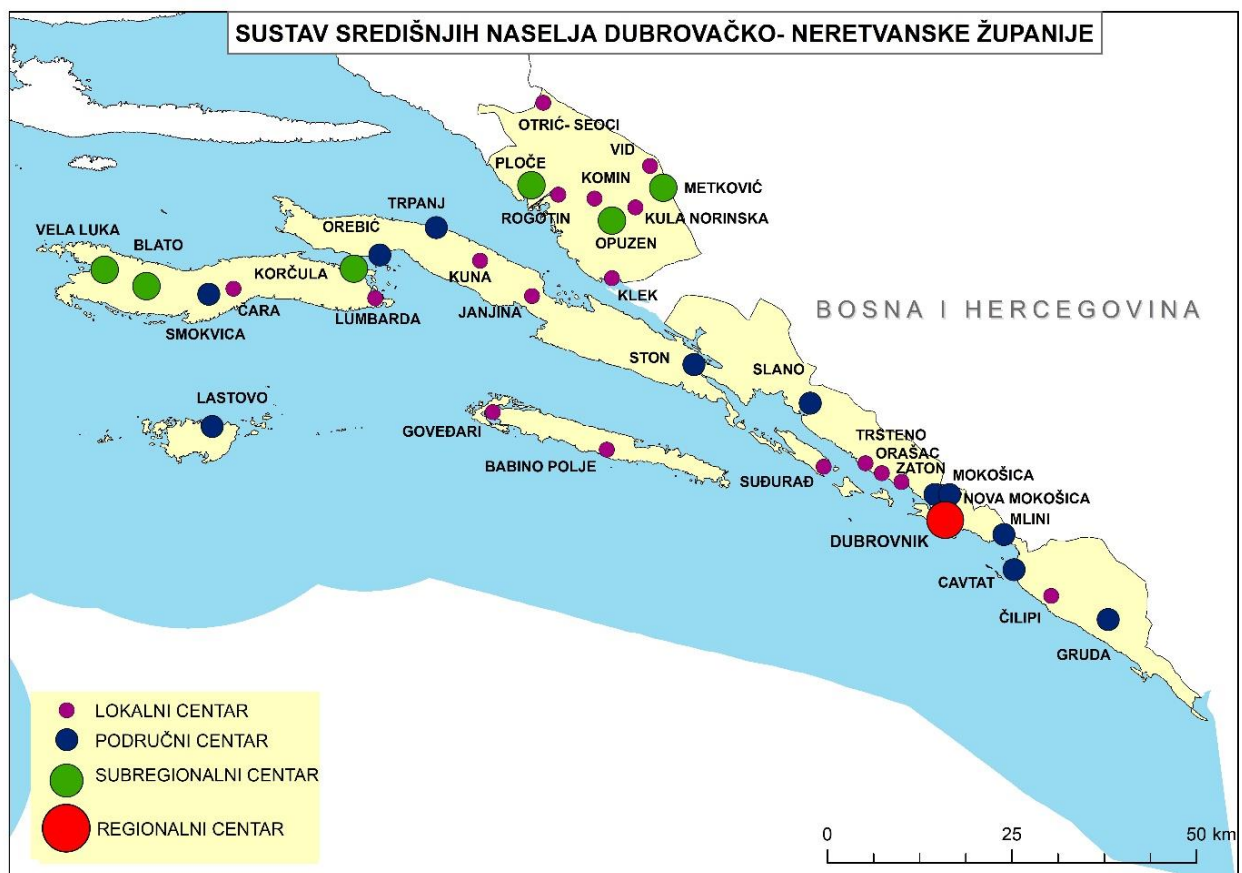 SUSTAV SREDIŠNJIH NASELJA DUBROVAČKO- NERETVANSKE ŽUPANIJE
OTRIĆ- SEOCI
VID
PLOČE
KOMIN
METKOVIĆ
TRPANJ
ROGOTIN
KULA NORINSKA
OREBIĆ
OPUZEN
VELA LUKA
BLATO
KORČULA
KUNA
KLEK
ČARA
JANJINA
LUMBARDA
SMOKVICA
BOSNA I HERCEGOVINA
STON
SLANO
LASTOVO
GOVEĐARI
TRŠTENO
ORAŠAC
BABINO POLJE
ZATON
MOKOŠICA
SUĐURAĐ
NOVA MOKOŠICA
MLINI
DUBROVNIK
CAVTAT
ČILIPI
GRUDA
LOKALNI CENTAR
PODRUČNI CENTAR
SUBREGIONALNI CENTAR
REGIONALNI CENTAR
0 25 50 km